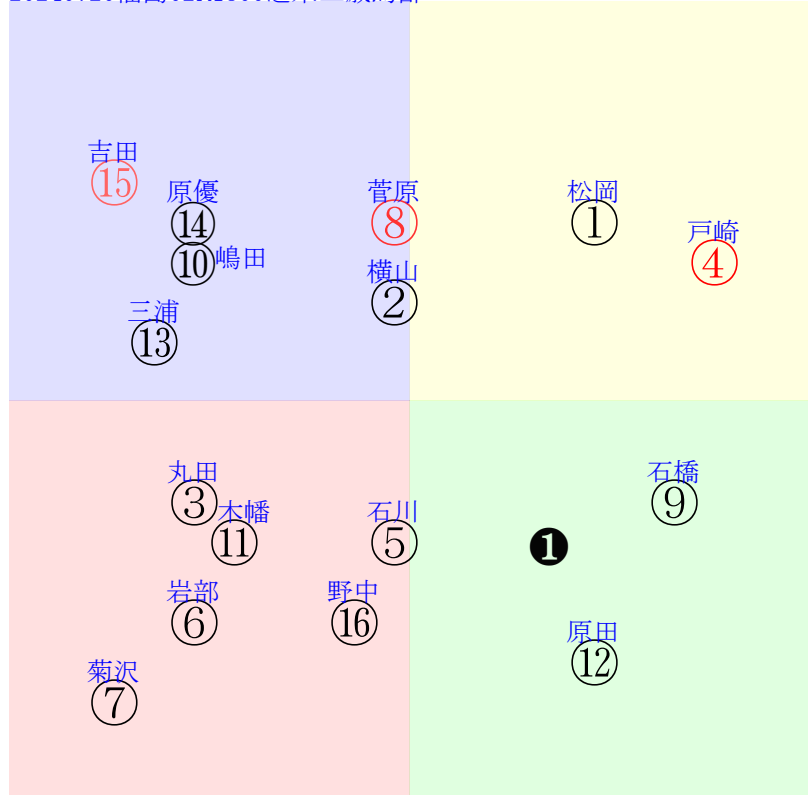 吉田
⑮
原優
⑭
菅原
⑧
松岡
①
戸崎
④
⑩嶋田
横山
②
三浦
⑬
丸田
③
木幡
⑪
石川
⑤
石橋
⑨
❶
岩部
⑥
野中
⑯
原田
⑫
菊沢
⑦